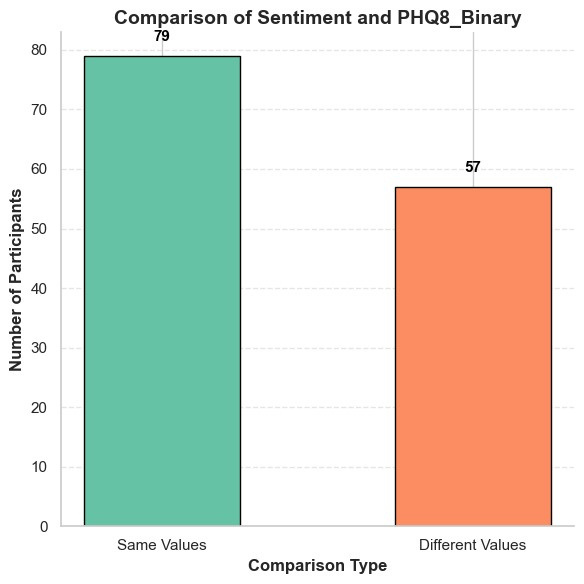 Comparison of Sentiment and PHQ8_Binary
79
57
80
70
60
50
40
30
20
10
0
Number of Participants
Same Values
Different Values
Comparison Type